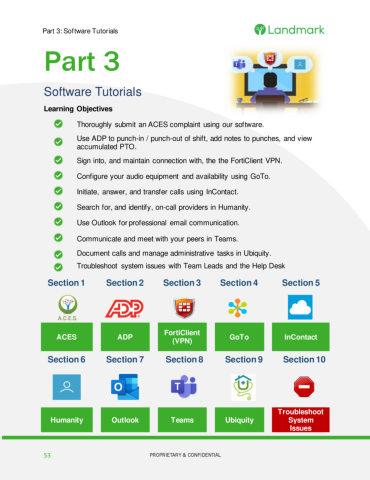 Part 3: Software Tutorials
Landmark
Part 3
Software Tutorials
Learning Objectives
Thoroughly submit an ACES complaint using our software.
Use ADP to punch-in / punch-out of shift, add notes to punches, and view
accumulated PTO.
Sign into, and maintain connection with, the the FortiClient VPN.
Configure your audio equipment and availability using GoTo.
Initiate, answer, and transfer calls using InContact.
Search for, and identify, on-call providers in Humanity.
Use Outlook for professional email communication.
Communicate and meet with your peers in Teams.
Document calls and manage administrative tasks in Ubiquity.
Troubleshoot system issues with Team Leads and the Help Desk
Section 1 Section 2 Section 3 Section 4 Section 5
A.C.E.S. ADP
ACES ADP FortiClient (VPN) GoTo InContact
Section 6 Section 7 Section 8 Section 9 Section 10
O T
Humanity Outlook Teams Ubiquity Troubleshoot System Issues
53 PROPRIETARY & CONFIDENTIAL